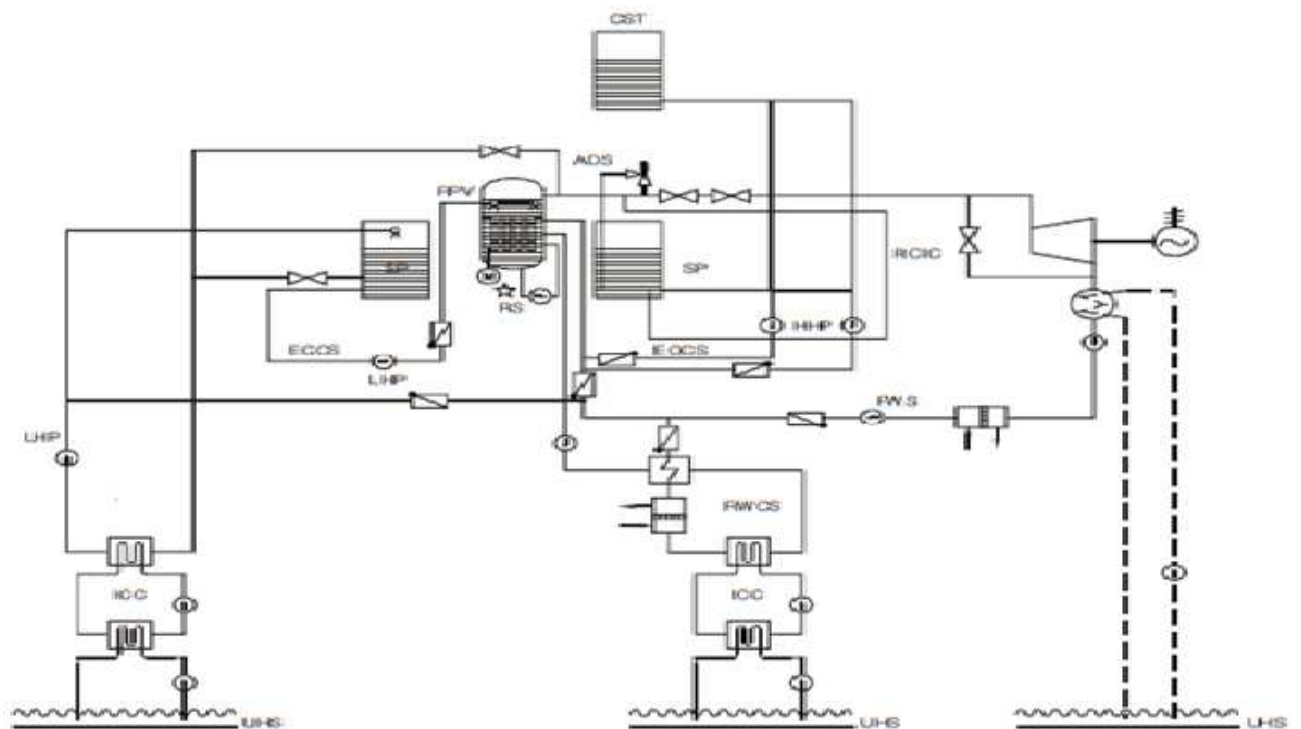 CST
ADS
RPV
SP
SP
RCIC
RS
HHP
ECCS
ECCS
LHP
FWS
LHP
RWCS
ICC
ICC
UHS
UHS
UHS